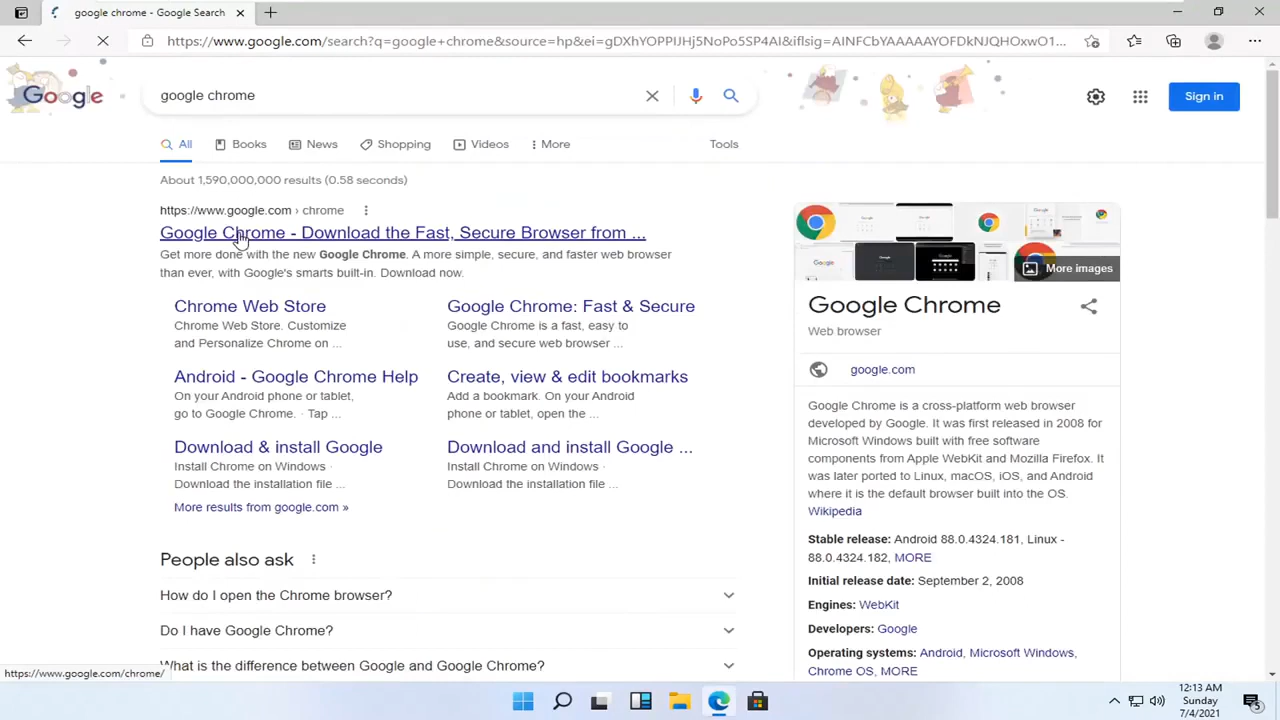 google chrome - Google Search
https://www.google.com/search?q=google+chrome&source=hp&ei=gDXhYOPPIJHj5NoPo5SP4AI&iflsig=AINFCbYAAAAAYOFDkNJQHOxwO1...
Google
google chrome
Sign in
All Books News Shopping Videos More Tools
About 1,590,000,000 results (0.58 seconds)
https://www.google.com › chrome
Google Chrome - Download the Fast, Secure Browser from ...
Get more done with the new Google Chrome. A more simple, secure, and faster web browser
than ever, with Google's smarts built-in. Download now.
Chrome Web Store
Chrome Web Store. Customize
and Personalize Chrome on ...
Google Chrome: Fast & Secure
Google Chrome is a fast, easy to
use, and secure web browser ...
Android - Google Chrome Help
On your Android phone or tablet,
go to Google Chrome. · Tap ...
Create, view & edit bookmarks
Add a bookmark. On your Android
phone or tablet, open the ...
Download & install Google
Install Chrome on Windows ·
Download the installation file ...
Download and install Google ...
Install Chrome on Windows ·
Download the installation file ...
More results from google.com »
People also ask
How do I open the Chrome browser?
Do I have Google Chrome?
What is the difference between Google and Google Chrome?
More images
Google Chrome
Web browser
google.com
Google Chrome is a cross-platform web browser
developed by Google. It was first released in 2008 for
Microsoft Windows built with free software
components from Apple WebKit and Mozilla Firefox. It
was later ported to Linux, macOS, iOS, and Android
where it is the default browser built into the OS.
Wikipedia
Stable release: Android 88.0.4324.181, Linux -
88.0.4324.182, MORE
Initial release date: September 2, 2008
Engines: WebKit
Developers: Google
Operating systems: Android, Microsoft Windows,
Chrome OS, MORE
https://www.google.com/chrome/
12:13 AM
Sunday
7/4/2021
5